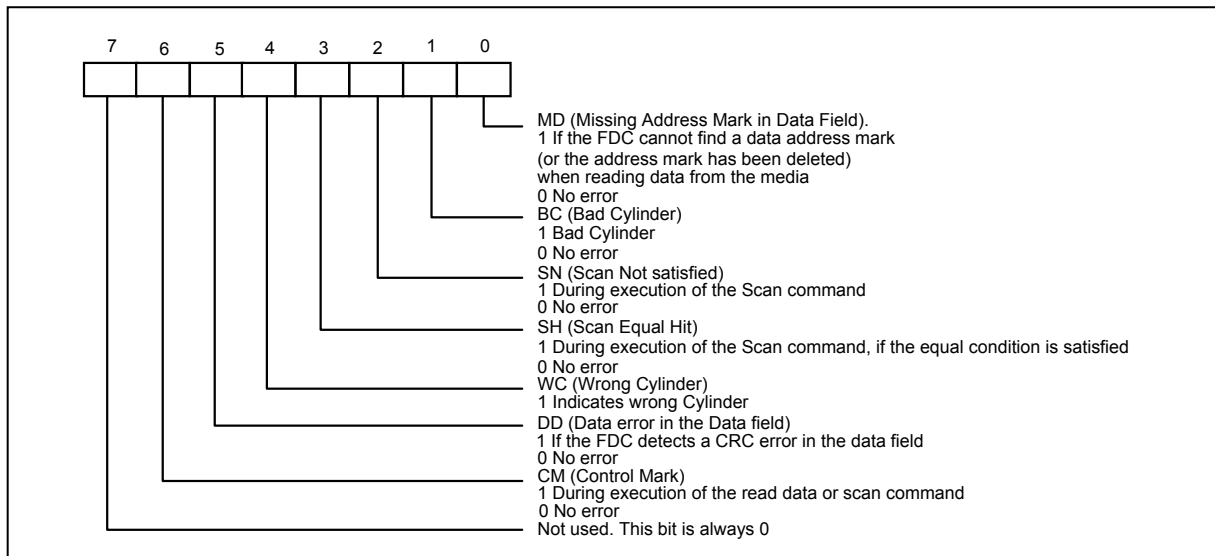 7 6 5 4 3 2 1 0
MD (Missing Address Mark in Data Field).
1 If the FDC cannot find a data address mark
(or the address mark has been deleted)
when reading data from the media
0 No error
BC (Bad Cylinder)
1 Bad Cylinder
0 No error
SN (Scan Not satisfied)
1 During execution of the Scan command
0 No error
SH (Scan Equal Hit)
1 During execution of the Scan command, if the equal condition is satisfied
0 No error
WC (Wrong Cylinder)
1 Indicates wrong Cylinder
DD (Data error in the Data field)
1 If the FDC detects a CRC error in the data field
0 No error
CM (Control Mark)
1 During execution of the read data or scan command
0 No error
Not used. This bit is always 0